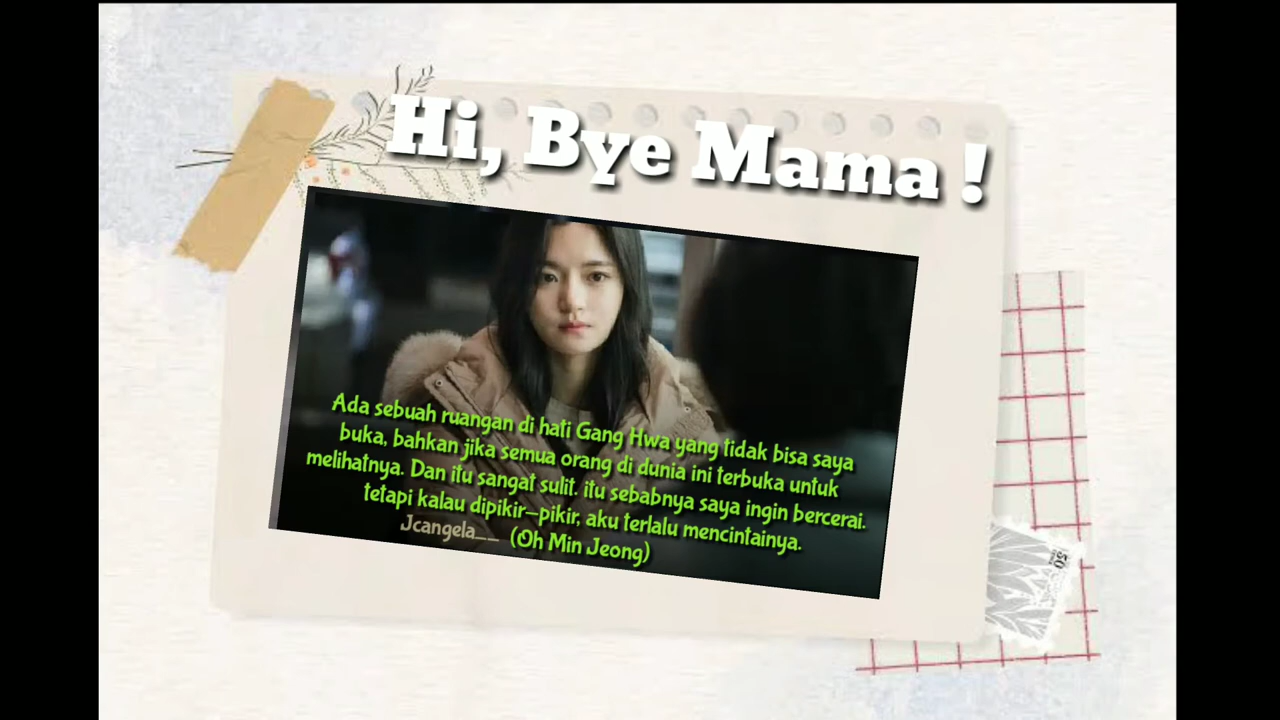 Hi, Bye Mama !
Ada sebuah ruangan di hati Gang Hwa yang tidak bisa saya
buka, bahkan jika semua orang di dunia ini terbuka untuk
melihatnya. Dan itu sangat sulit. itu sebabnya saya ingin bercerai.
tetapi kalau dipikir-pikir, aku terlalu mencintainya.
Jcangela__ (Oh Min Jeong)
50